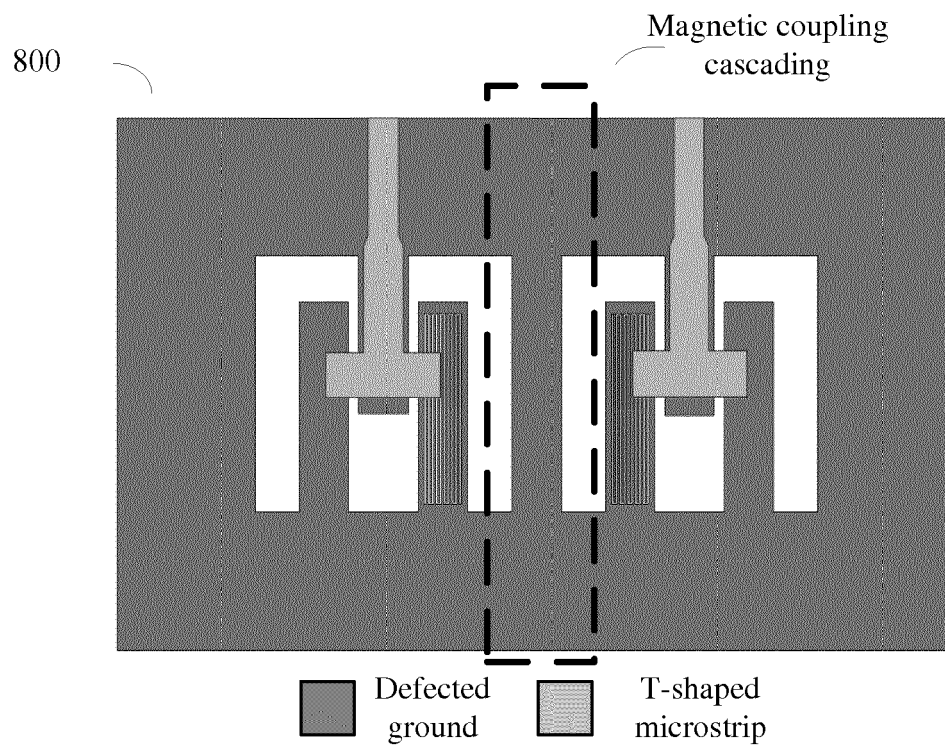 Magnetic coupling
cascading
800
Defected
ground
T-shaped
microstrip